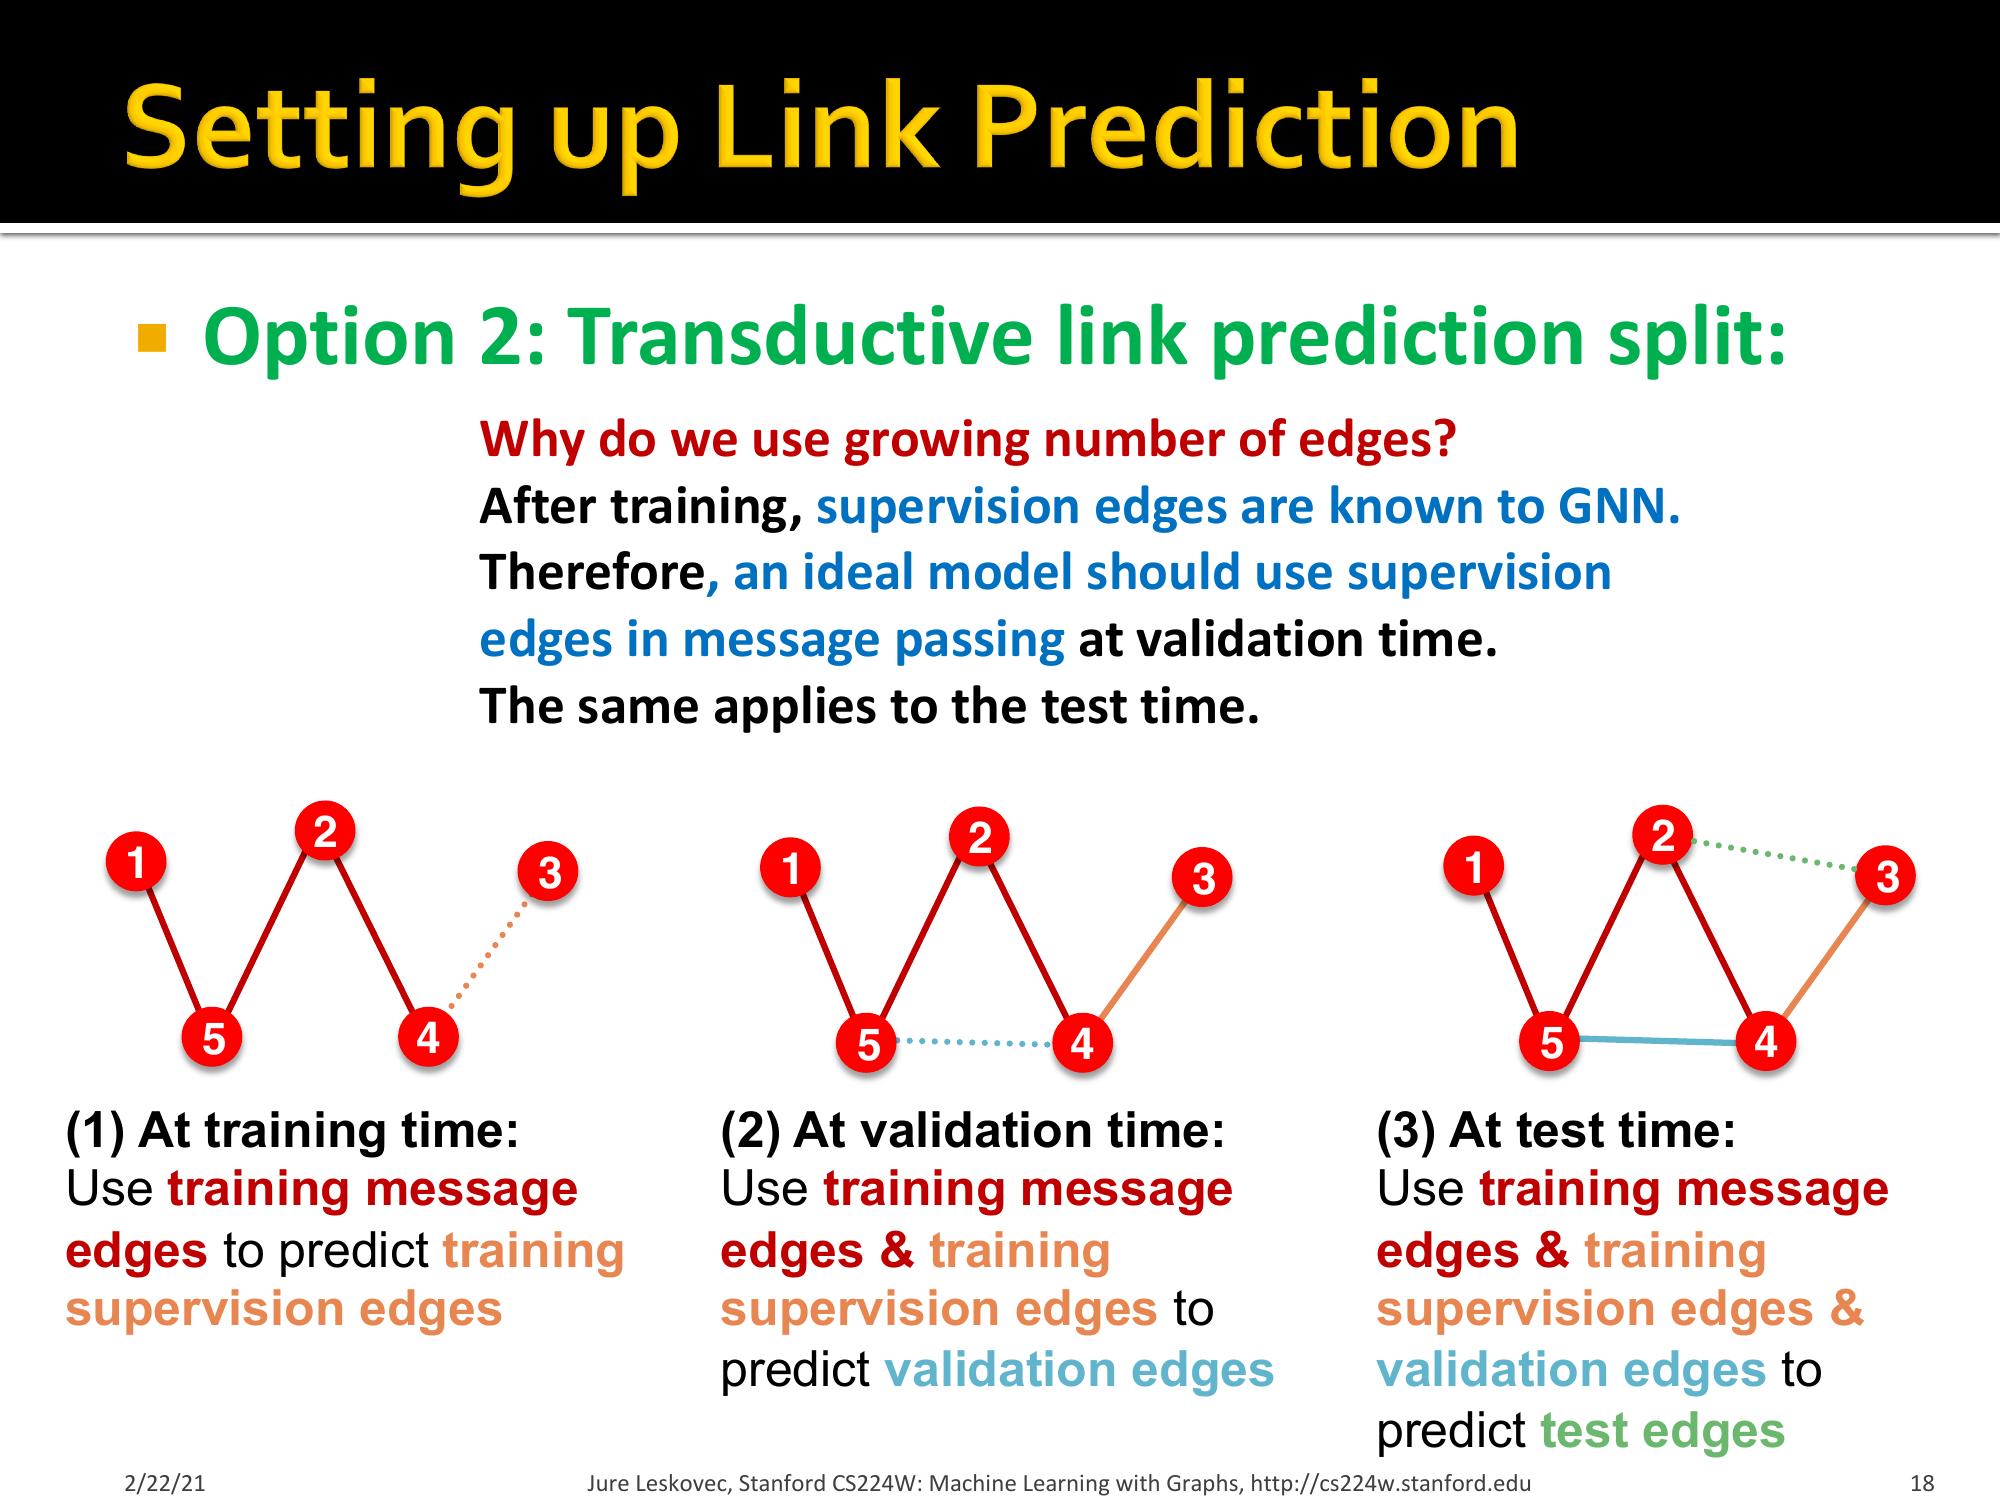 Setting up Link Prediction
Option 2: Transductive link prediction split:
Why do we use growing number of edges?
After training, supervision edges are known to GNN.
Therefore, an ideal model should use supervision
edges in message passing at validation time.
The same applies to the test time.
1
2
3
5
4
(1) At training time:
Use training message
edges to predict training
supervision edges
1
2
3
5
4
(2) At validation time:
Use training message
edges & training
supervision edges to
predict validation edges
1
2
3
5
4
(3) At test time:
Use training message
edges & training
supervision edges &
validation edges to
predict test edges
2/22/21
Jure Leskovec, Stanford CS224W: Machine Learning with Graphs, http://cs224w.stanford.edu
18